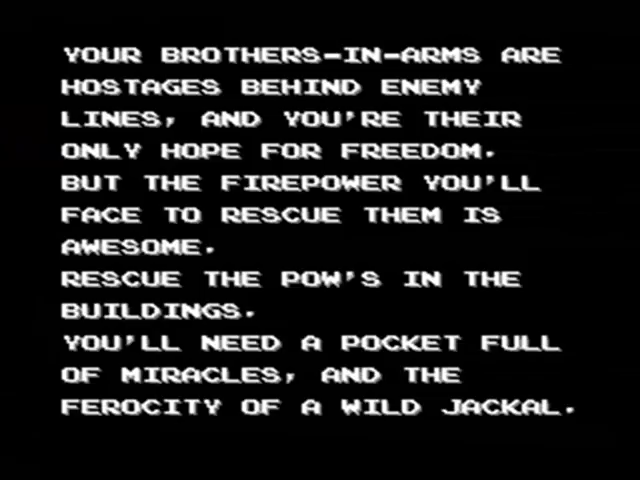 YOUR BROTHERS-IN-ARMS ARE
HOSTAGES BEHIND ENEMY
LINES, AND YOU'RE THEIR
ONLY HOPE FOR FREEDOM.
BUT THE FIREPOWER YOU'LL
FACE TO RESCUE THEM IS
AWESOME.
RESCUE THE POW'S IN THE
BUILDINGS.
YOU'LL NEED A POCKET FULL
OF MIRACLES, AND THE
FEROCITY OF A WILD JACKAL.